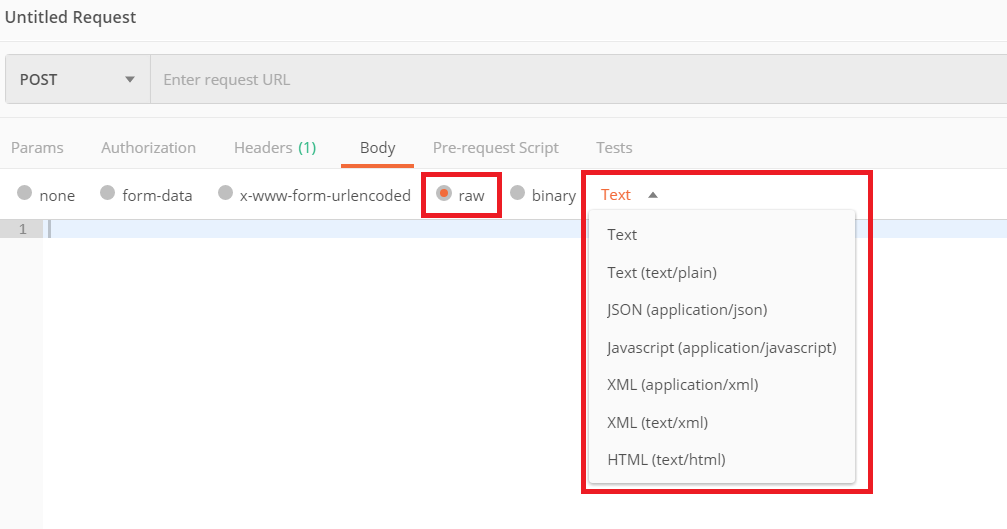 Untitled Request
POST Enter request URL
Params Authorization Headers (1) Body Pre-request Script Tests
none form-data x-www-form-urlencoded raw binary Text
1
Text
Text (text/plain)
JSON (application/json)
Javascript (application/javascript)
XML (application/xml)
XML (text/xml)
HTML (text/html)